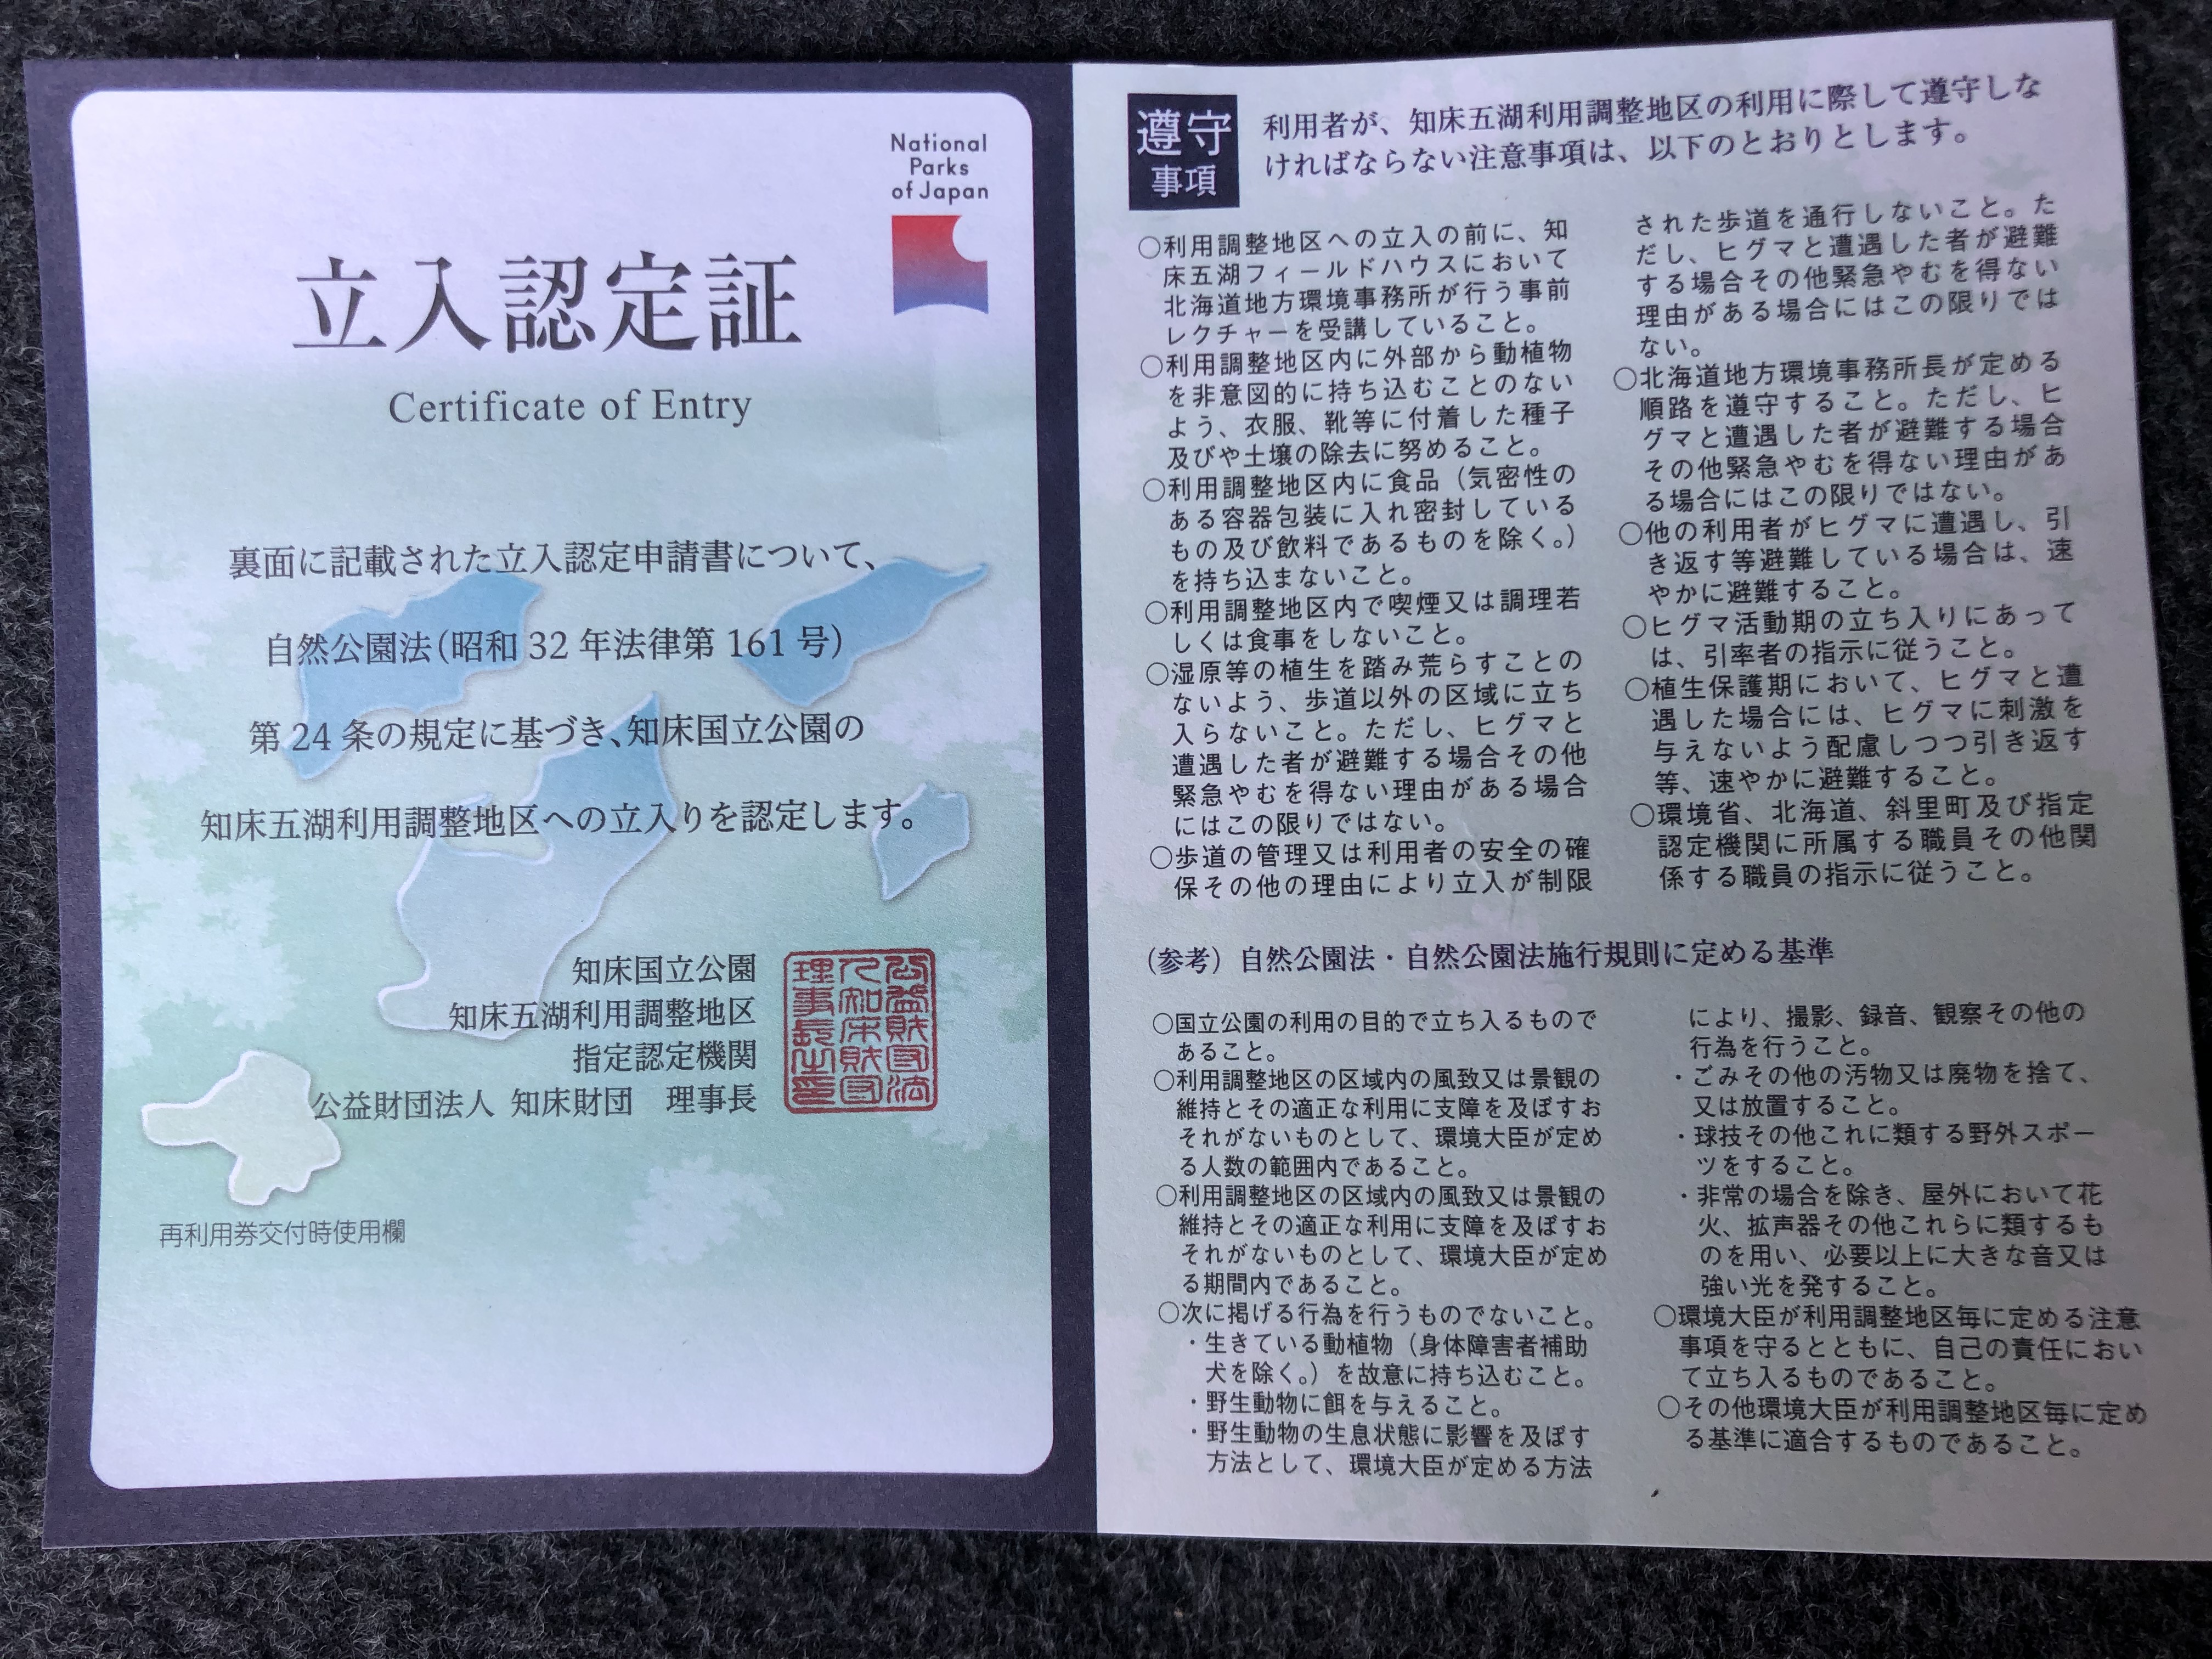 National
Parks
of Japan
立入認定証
Certificate of Entry
裏面に記載された立入認定申請書について、
自然公園法(昭和 32 年法律第 161 号)
第 24 条の規定に基づき、知床国立公園の
知床五湖利用調整地区への立入りを認定します。
知床国立公園
知床五湖利用調整地区
指定認定機関
公益財団法人 知床財団 理事長
公益財団法
人知床財団
理事長之印
再利用券交付時使用欄
遵守
事項
利用者が、知床五湖利用調整地区の利用に際して遵守しな
ければならない注意事項は、以下のとおりとします。
○利用調整地区への立入の前に、知
床五湖フィールドハウスにおいて
北海道地方環境事務所が行う事前
レクチャーを受講していること。
○利用調整地区内に外部から動植物
を非意図的に持ち込むことのない
よう、衣服、靴等に付着した種子
及びや土壌の除去に努めること。
○利用調整地区内に食品（気密性の
ある容器包装に入れ密封している
もの及び飲料であるものを除く。）
を持ち込まないこと。
○利用調整地区内で喫煙又は調理若
しくは食事をしないこと。
○湿原等の植生を踏み荒らすことの
ないよう、歩道以外の区域に立ち
入らないこと。ただし、ヒグマと
遭遇した者が避難する場合その他
緊急やむを得ない理由がある場合
にはこの限りではない。
○歩道の管理又は利用者の安全の確
保その他の理由により立入が制限
された歩道を通行しないこと。た
だし、ヒグマと遭遇した者が避難
する場合その他緊急やむを得ない
理由がある場合にはこの限りでは
ない。
○北海道地方環境事務所長が定める
順路を遵守すること。ただし、ヒ
グマと遭遇した者が避難する場合
その他緊急やむを得ない理由があ
る場合にはこの限りではない。
○他の利用者がヒグマに遭遇し、引
き返す等避難している場合は、速
やかに避難すること。
○ヒグマ活動期の立ち入りにあって
は、引率者の指示に従うこと。
○植生保護期において、ヒグマと遭
遇した場合には、ヒグマに刺激を
与えないよう配慮しつつ引き返す
等、速やかに避難すること。
○環境省、北海道、斜里町及び指定
認定機関に所属する職員その他関
係する職員の指示に従うこと。
（参考）自然公園法・自然公園法施行規則に定める基準
○国立公園の利用の目的で立ち入るもので
あること。
○利用調整地区の区域内の風致又は景観の
維持とその適正な利用に支障を及ぼすお
それがないものとして、環境大臣が定め
る人数の範囲内であること。
○利用調整地区の区域内の風致又は景観の
維持とその適正な利用に支障を及ぼすお
それがないものとして、環境大臣が定め
る期間内であること。
○次に掲げる行為を行うものでないこと。
・生きている動植物（身体障害者補助
犬を除く。）を故意に持ち込むこと。
・野生動物に餌を与えること。
・野生動物の生息状態に影響を及ぼす
方法として、環境大臣が定める方法
により、撮影、録音、観察その他の
行為を行うこと。
・ごみその他の汚物又は廃物を捨て、
又は放置すること。
・球技その他これに類する野外スポー
ツをすること。
・非常の場合を除き、屋外において花
火、拡声器その他これらに類するも
のを用い、必要以上に大きな音又は
強い光を発すること。
○環境大臣が利用調整地区毎に定める注意
事項を守るとともに、自己の責任におい
て立ち入るものであること。
○その他環境大臣が利用調整地区毎に定め
る基準に適合するものであること。